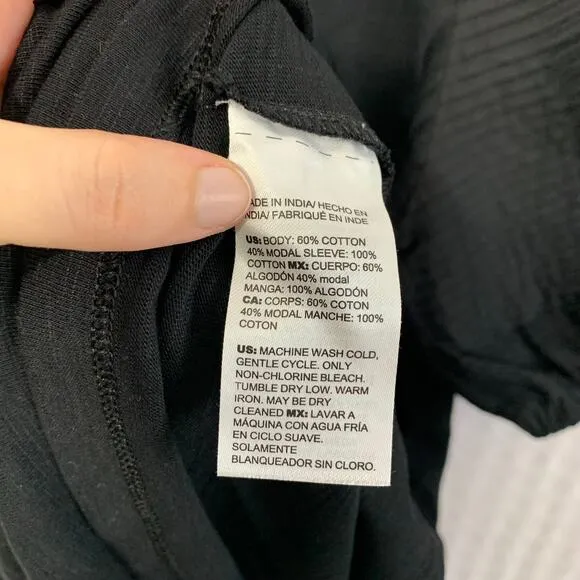 ADE IN INDIA/ HECHO EN
NDIA/ FABRIQUÉ EN INDE
US: BODY: 60% COTTON
40% MODAL SLEEVE: 100%
COTTON MX: CUERPO: 60%
ALGODÓN 40% modal
MANGA: 100% ALGODÓN
CA: CORPS: 60% COTON
40% MODAL MANCHE: 100%
COTON
US: MACHINE WASH COLD,
GENTLE CYCLE. ONLY
NON-CHLORINE BLEACH.
TUMBLE DRY LOW. WARM
IRON. MAY BE DRY
CLEANED MX: LAVAR A
MÁQUINA CON AGUA FRÍA
EN CICLO SUAVE.
SOLAMENTE
BLANQUEADOR SIN CLORO.